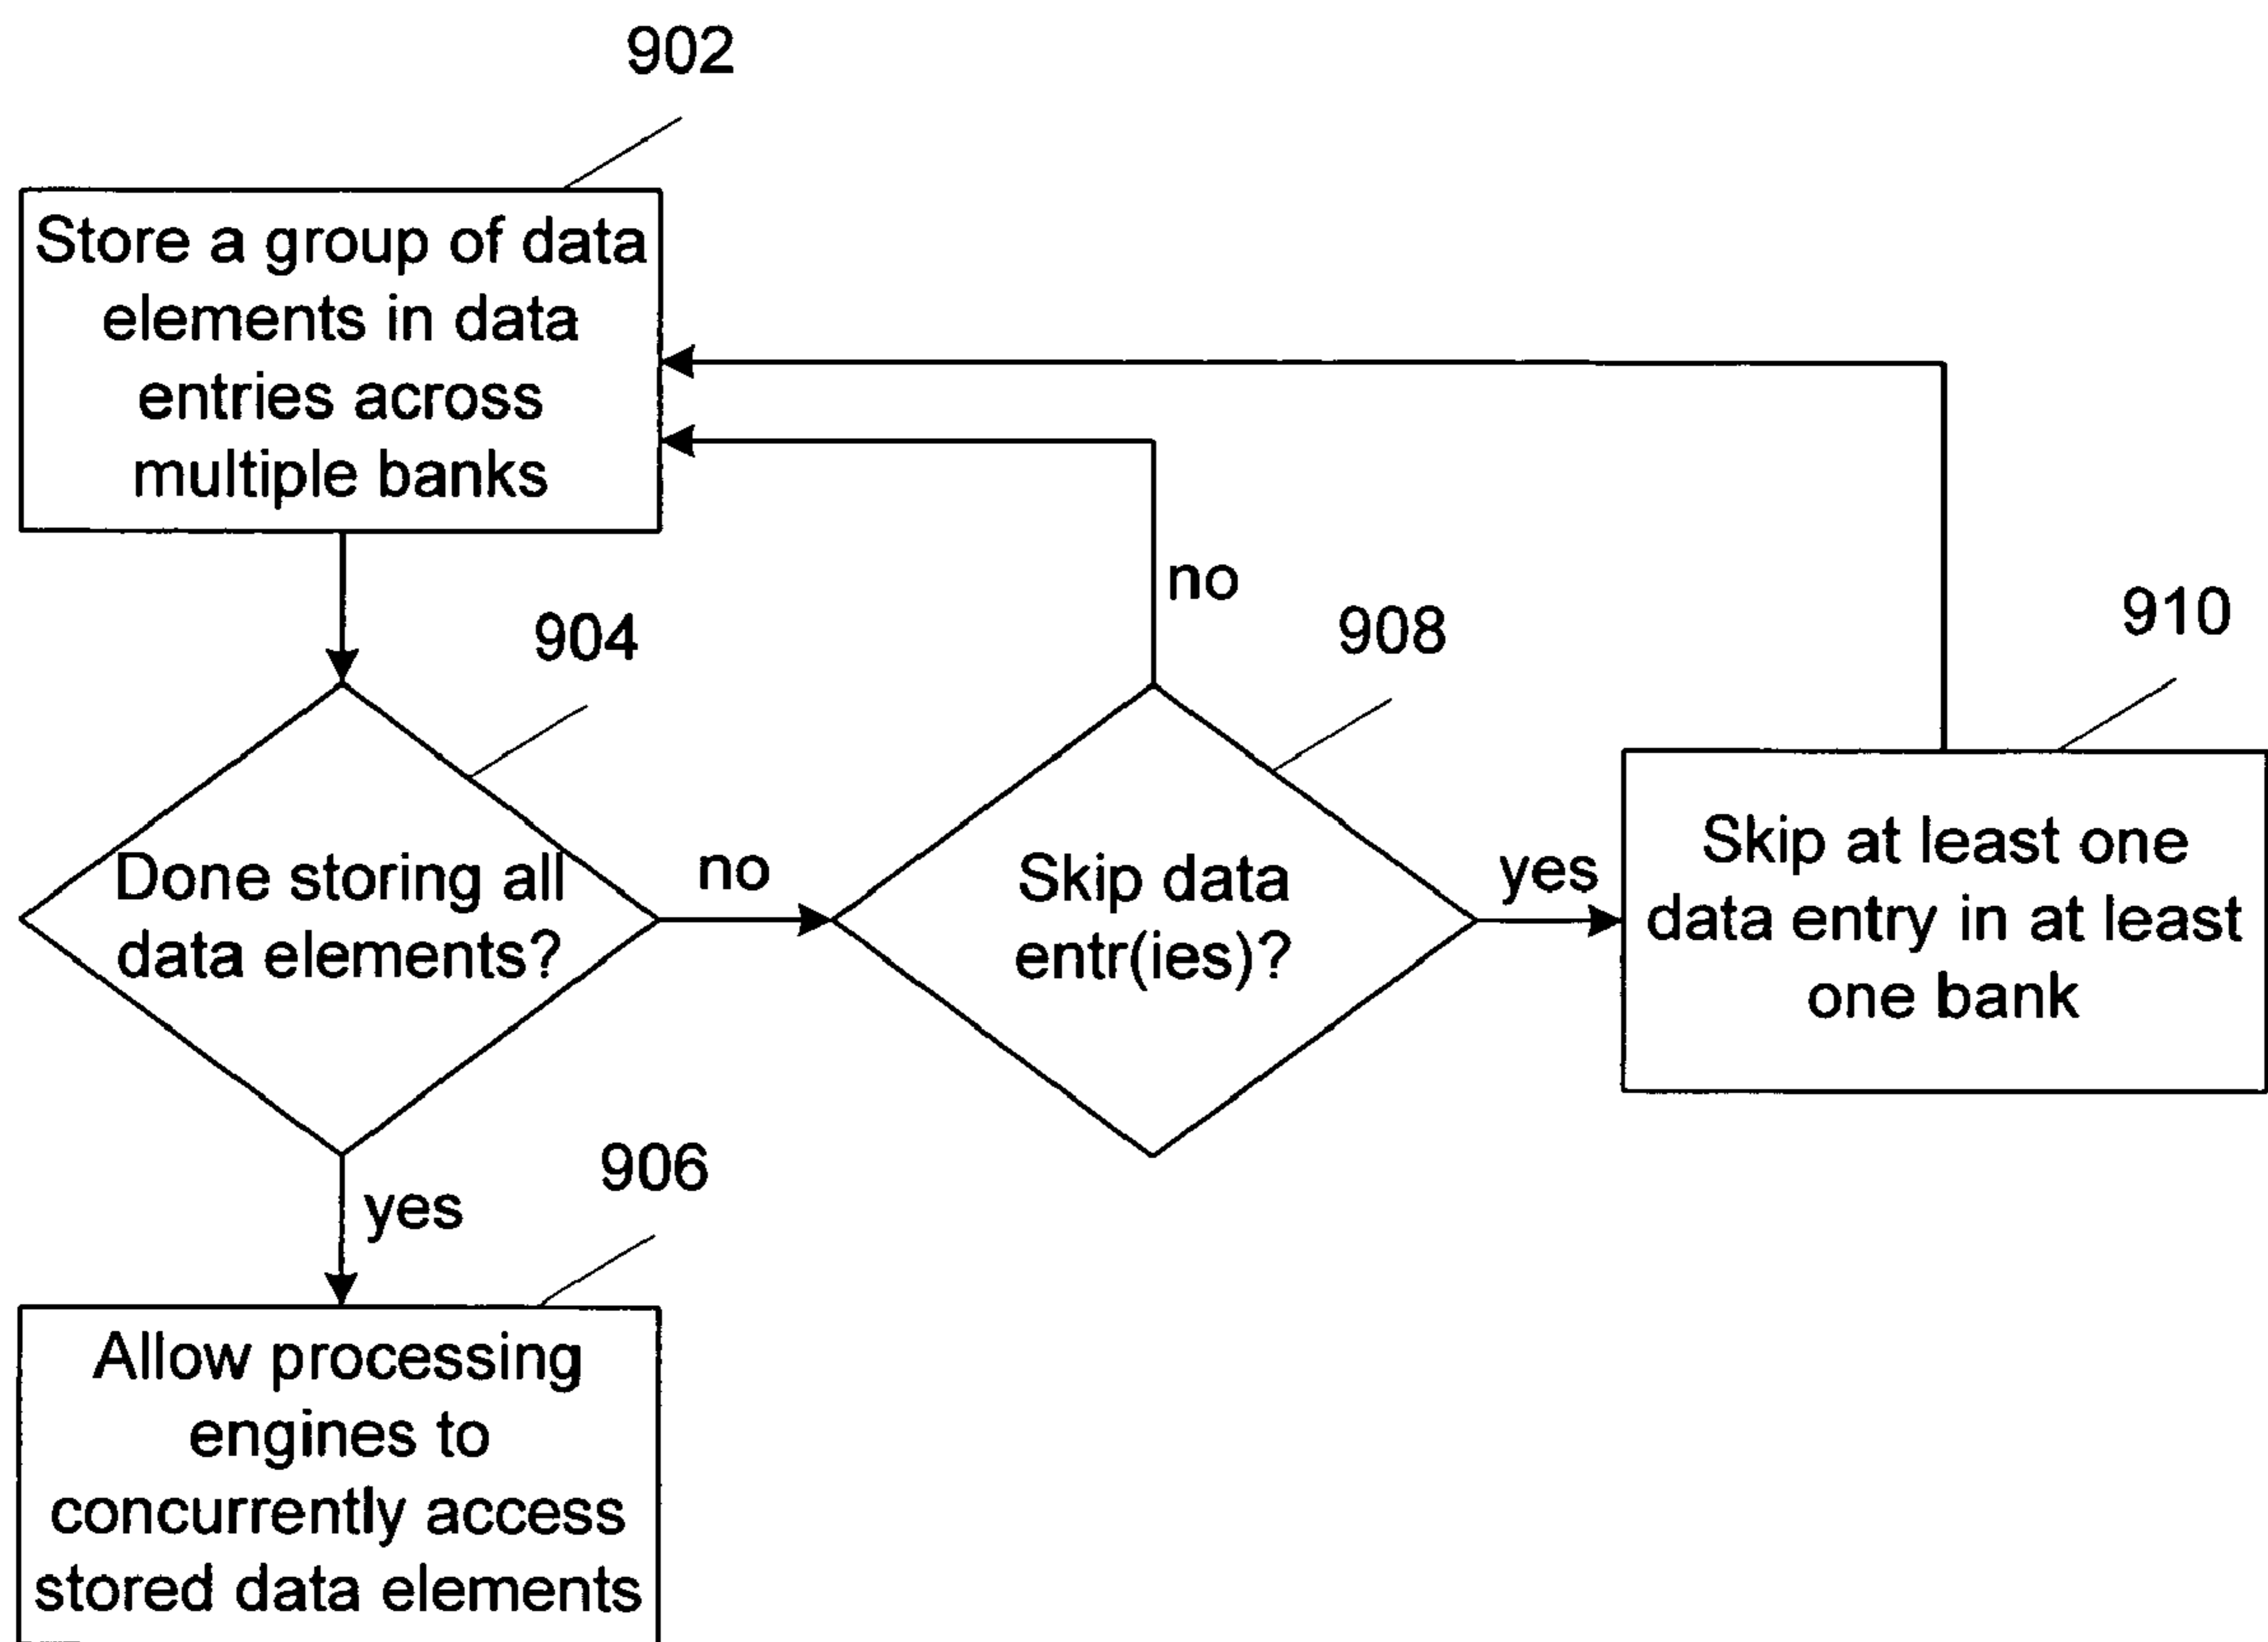 902
Store a group of data
elements in data
entries across
multiple banks
904
Done storing all
data elements?
no
yes
908
Skip data
entr(ies)?
no
yes
910
Skip at least one
data entry in at least
one bank
906
Allow processing
engines to
concurrently access
stored data elements